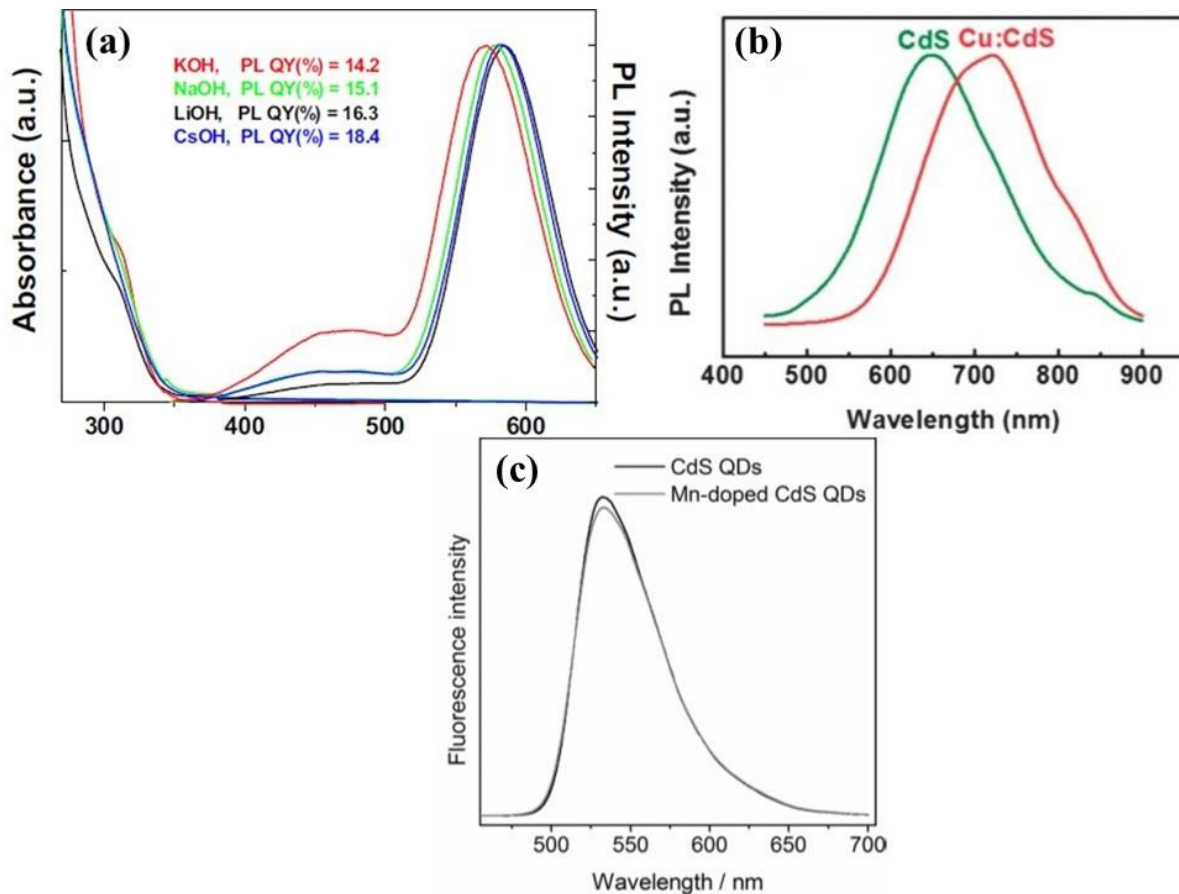 (a)
KOH, PL QY(%) = 14.2
NaOH, PL QY(%) = 15.1
LiOH, PL QY(%) = 16.3
CsOH, PL QY(%) = 18.4
Absorbance (a.u.)
PL Intensity (a.u.)
300 400 500 600
(b)
CdS Cu:CdS
PL Intensity (a.u.)
400 500 600 700 800 900
Wavelength (nm)
(c)
CdS QDs
Mn-doped CdS QDs
Fluorescence intensity
500 550 600 650 700
Wavelength / nm